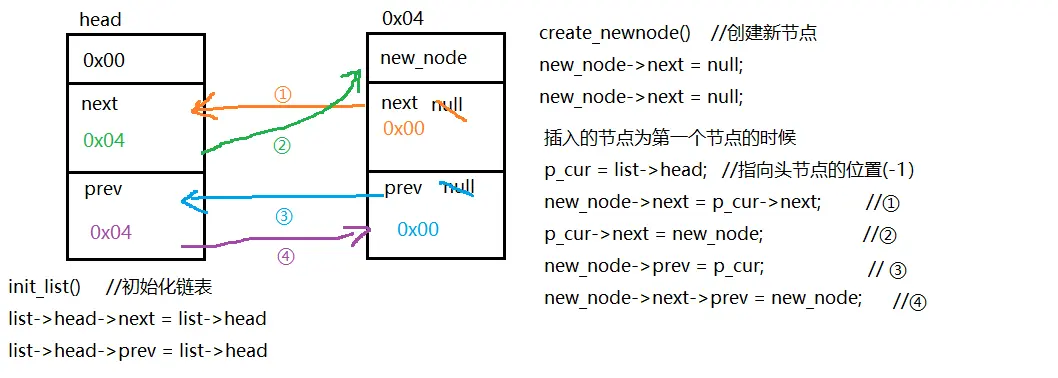 head
0x00
next
0x04
prev
0x04
①
②
③
④
0x04
new_node
next null
0x00
prev null
0x00
init_list() //初始化链表
list->head->next = list->head
list->head->prev = list->head
create_newnode() //创建新节点
new_node->next = null;
new_node->next = null;
插入的节点为第一个节点的时候
p_cur = list->head; //指向头节点的位置(-1)
new_node->next = p_cur->next; //①
p_cur->next = new_node; //②
new_node->prev = p_cur; // ③
new_node->next->prev = new_node; //④